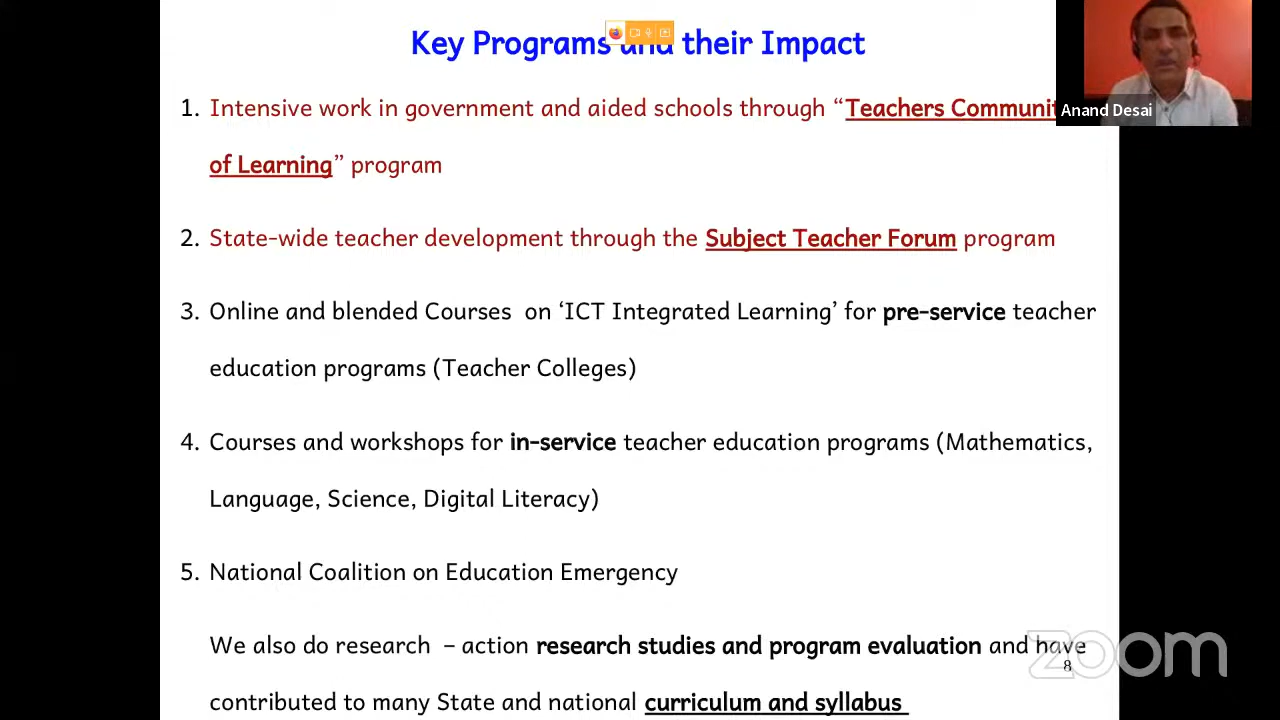 Key Programs and their Impact
Anand Desai
1. Intensive work in government and aided schools through “Teachers Communit
of Learning” program
2. State-wide teacher development through the Subject Teacher Forum program
3. Online and blended Courses on ‘ICT Integrated Learning’ for pre-service teacher
education programs (Teacher Colleges)
4. Courses and workshops for in-service teacher education programs (Mathematics,
Language, Science, Digital Literacy)
5. National Coalition on Education Emergency
We also do research – action research studies and program evaluation and have
contributed to many State and national curriculum and syllabus
8
zoom